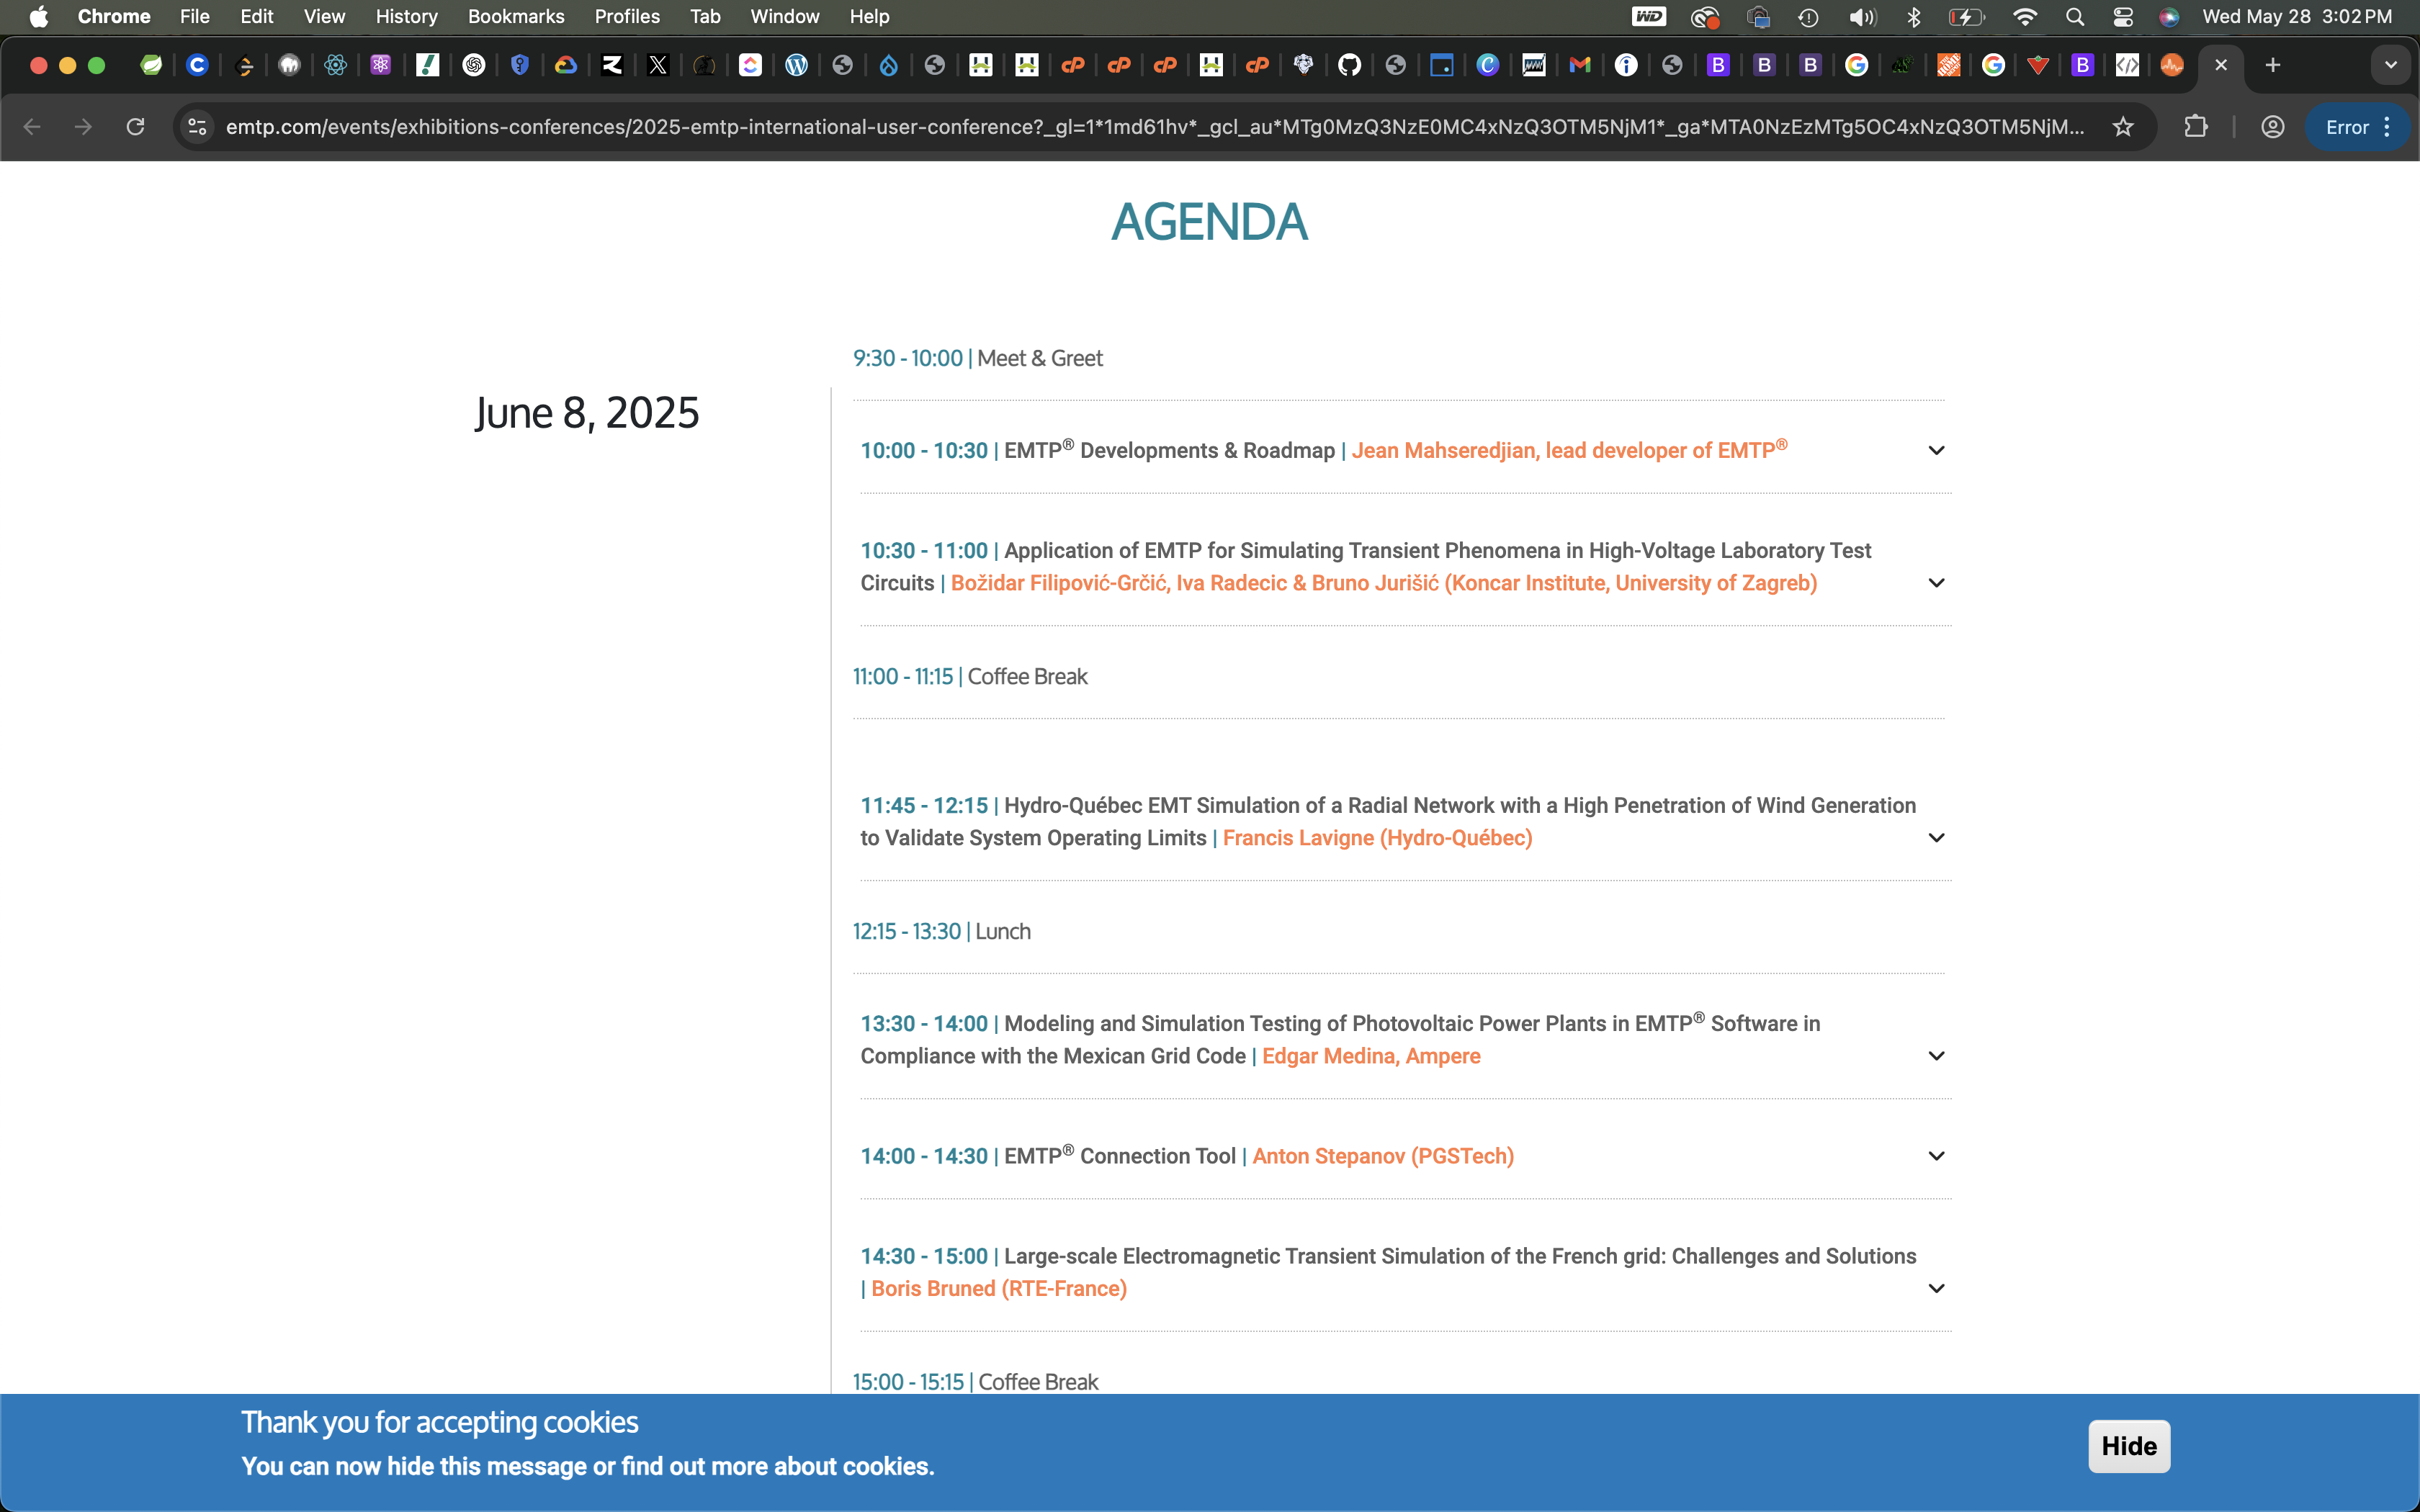 Chrome File Edit View History Bookmarks Profiles Tab Window Help WD Wed May 28 3:02 PM
emtp.com/events/exhibitions-conferences/2025-emtp-international-user-conference?_gl=1*1md61hv*_gcl_au*MTg0MzQ3NzE0MC4xNzQ3OTM5NjM1*_ga*MTA0NzEzMTg5OC4xNzQ3OTM5NjM... Error
AGENDA
9:30 - 10:00 | Meet & Greet
June 8, 2025
10:00 - 10:30 | EMTP® Developments & Roadmap | Jean Mahseredjian, lead developer of EMTP®
10:30 - 11:00 | Application of EMTP for Simulating Transient Phenomena in High-Voltage Laboratory Test
Circuits | Božidar Filipović-Grčić, Iva Radecic & Bruno Jurišić (Koncar Institute, University of Zagreb)
11:00 - 11:15 | Coffee Break
11:45 - 12:15 | Hydro-Québec EMT Simulation of a Radial Network with a High Penetration of Wind Generation
to Validate System Operating Limits | Francis Lavigne (Hydro-Québec)
12:15 - 13:30 | Lunch
13:30 - 14:00 | Modeling and Simulation Testing of Photovoltaic Power Plants in EMTP® Software in
Compliance with the Mexican Grid Code | Edgar Medina, Ampere
14:00 - 14:30 | EMTP® Connection Tool | Anton Stepanov (PGSTech)
14:30 - 15:00 | Large-scale Electromagnetic Transient Simulation of the French grid: Challenges and Solutions
| Boris Bruned (RTE-France)
15:00 - 15:15 | Coffee Break
Thank you for accepting cookies
You can now hide this message or find out more about cookies.
Hide